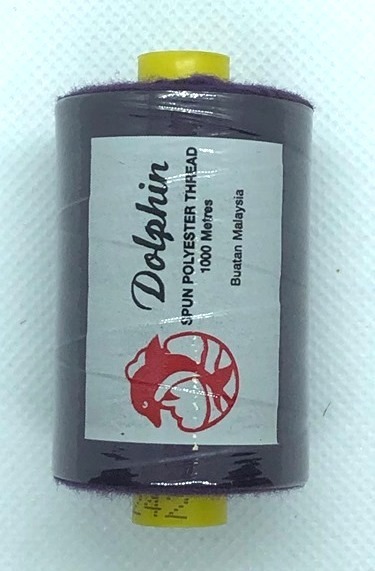 Dolphin
SPUN POLYESTER THREAD
1000 Metres
Buatan Malaysia